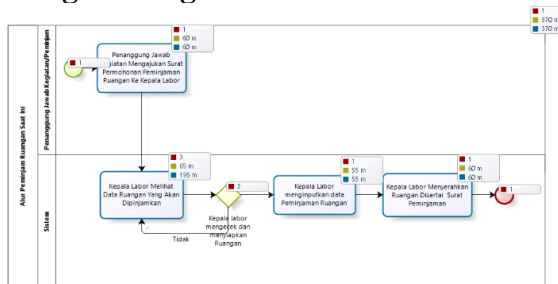 1
370 m
370 m
Alur Peminjam Ruangan Saat Ini
Penanggung Jawab Kegiatan/Peminjam
1
Penanggung Jawab
Kegiatan Mengajukan Surat
Permohonan Peminjaman
Ruangan Ke Kepala Labor
1
60 m
60 m
Sistem
Kepala Labor Melihat
Data Ruangan Yang Akan
Dipinjamkan
3
65 m
195 m
3
Kepala labor
mengecek dan
menyiapkan
Ruangan
Tidak
Kepala Labor
menginputkan data
Peminjaman Ruangan
1
55 m
55 m
Kepala Labor Menyerahkan
Ruangan Disertai Surat
Peminjaman
1
60 m
60 m
1